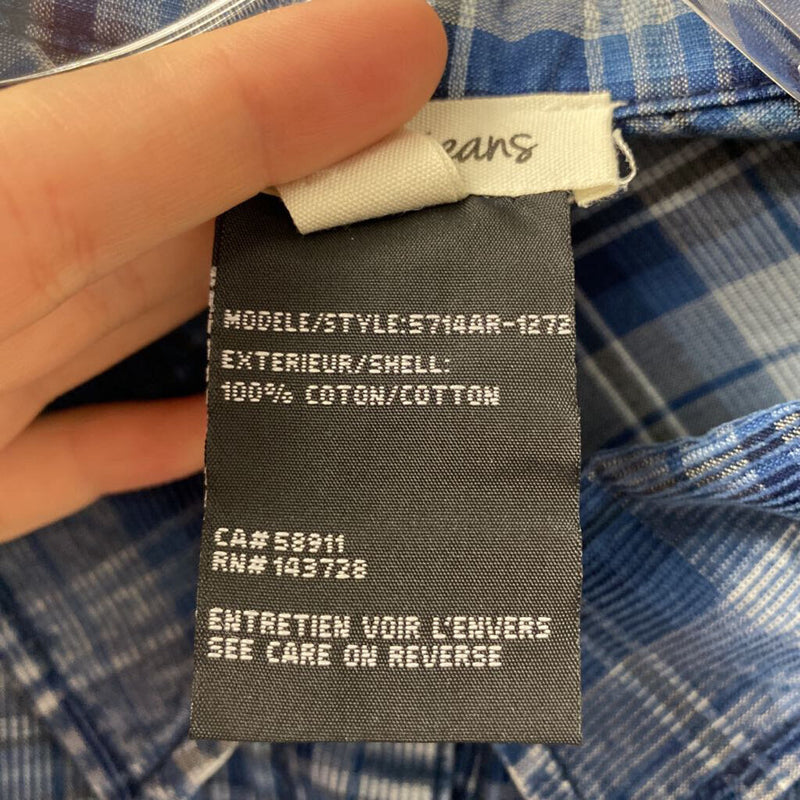 Jeans
MODELE/STYLE:5714AR-1272
EXTERIEUR/SHELL:
100% COTON/COTTON
CA# 58911
RN# 143728
ENTRETIEN VOIR L'ENVERS
SEE CARE ON REVERSE